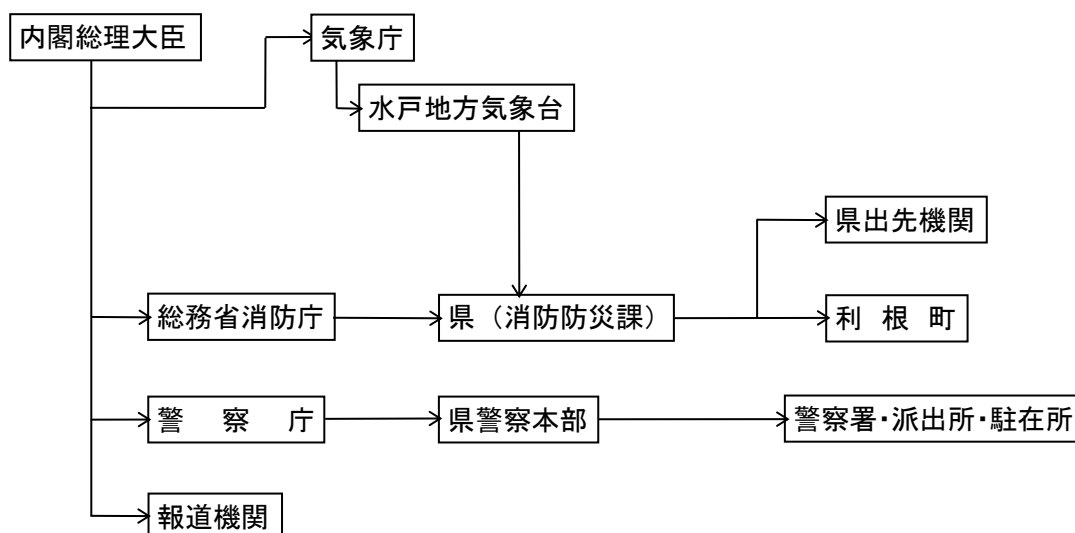 内閣総理大臣
気象庁
水戸地方気象台
県出先機関
総務省消防庁
県（消防防災課）
利 根 町
警 察 庁
県警察本部
警察署・派出所・駐在所
報道機関